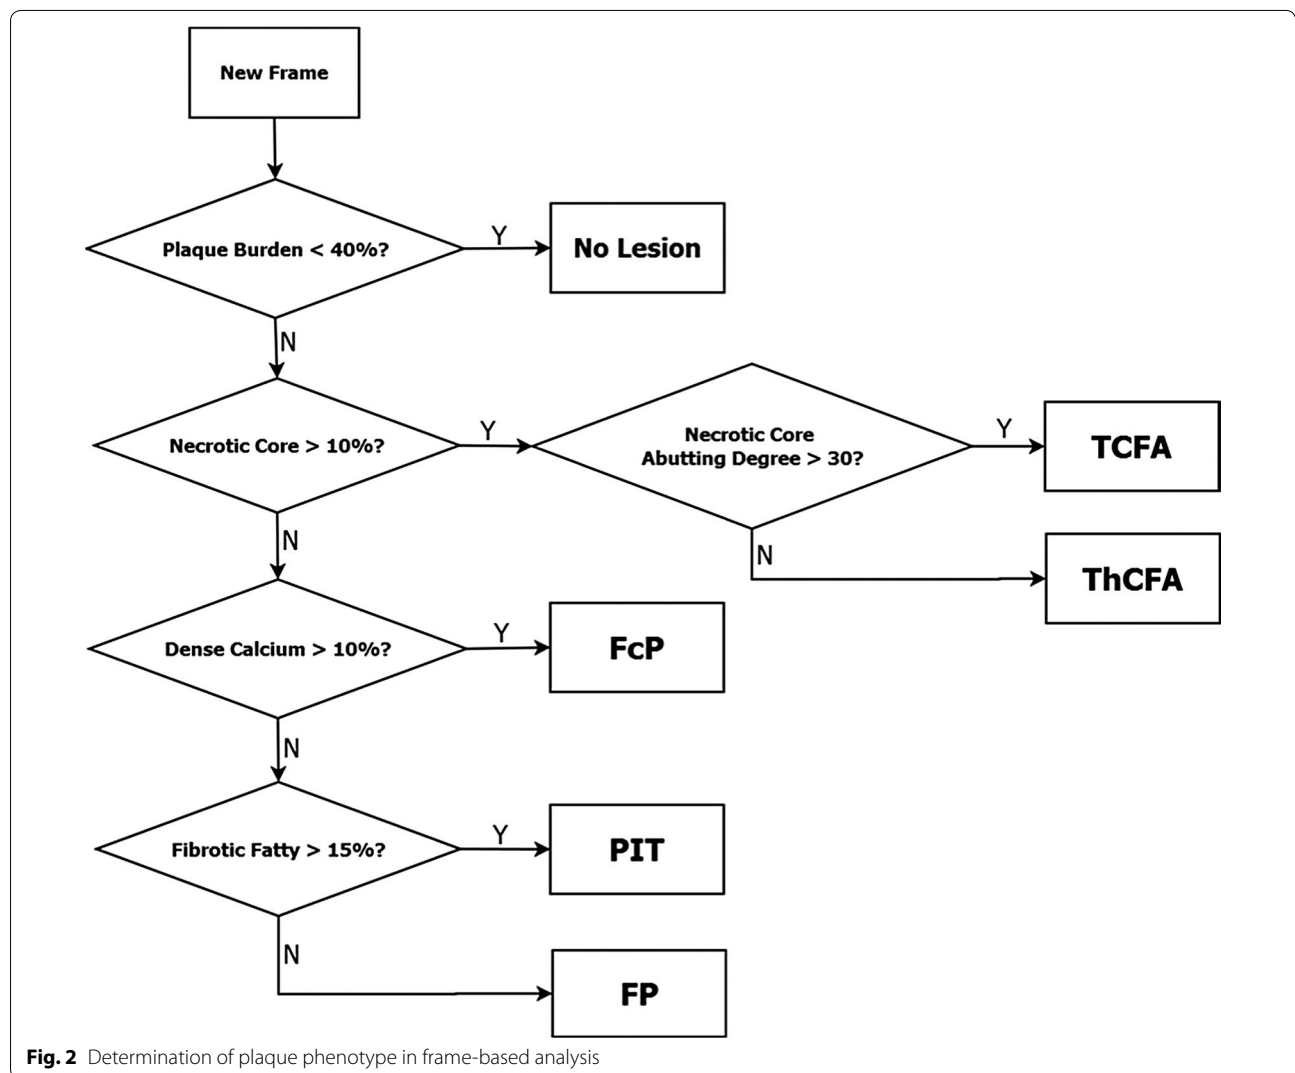 New Frame
Plaque Burden < 40%?
Y
No Lesion
N
Necrotic Core > 10%?
Y
Necrotic Core
Abutting Degree > 30?
Y
TCFA
N
ThCFA
N
Dense Calcium > 10%?
Y
FcP
N
Fibrotic Fatty > 15%?
Y
PIT
N
FP
Fig. 2 Determination of plaque phenotype in frame-based analysis